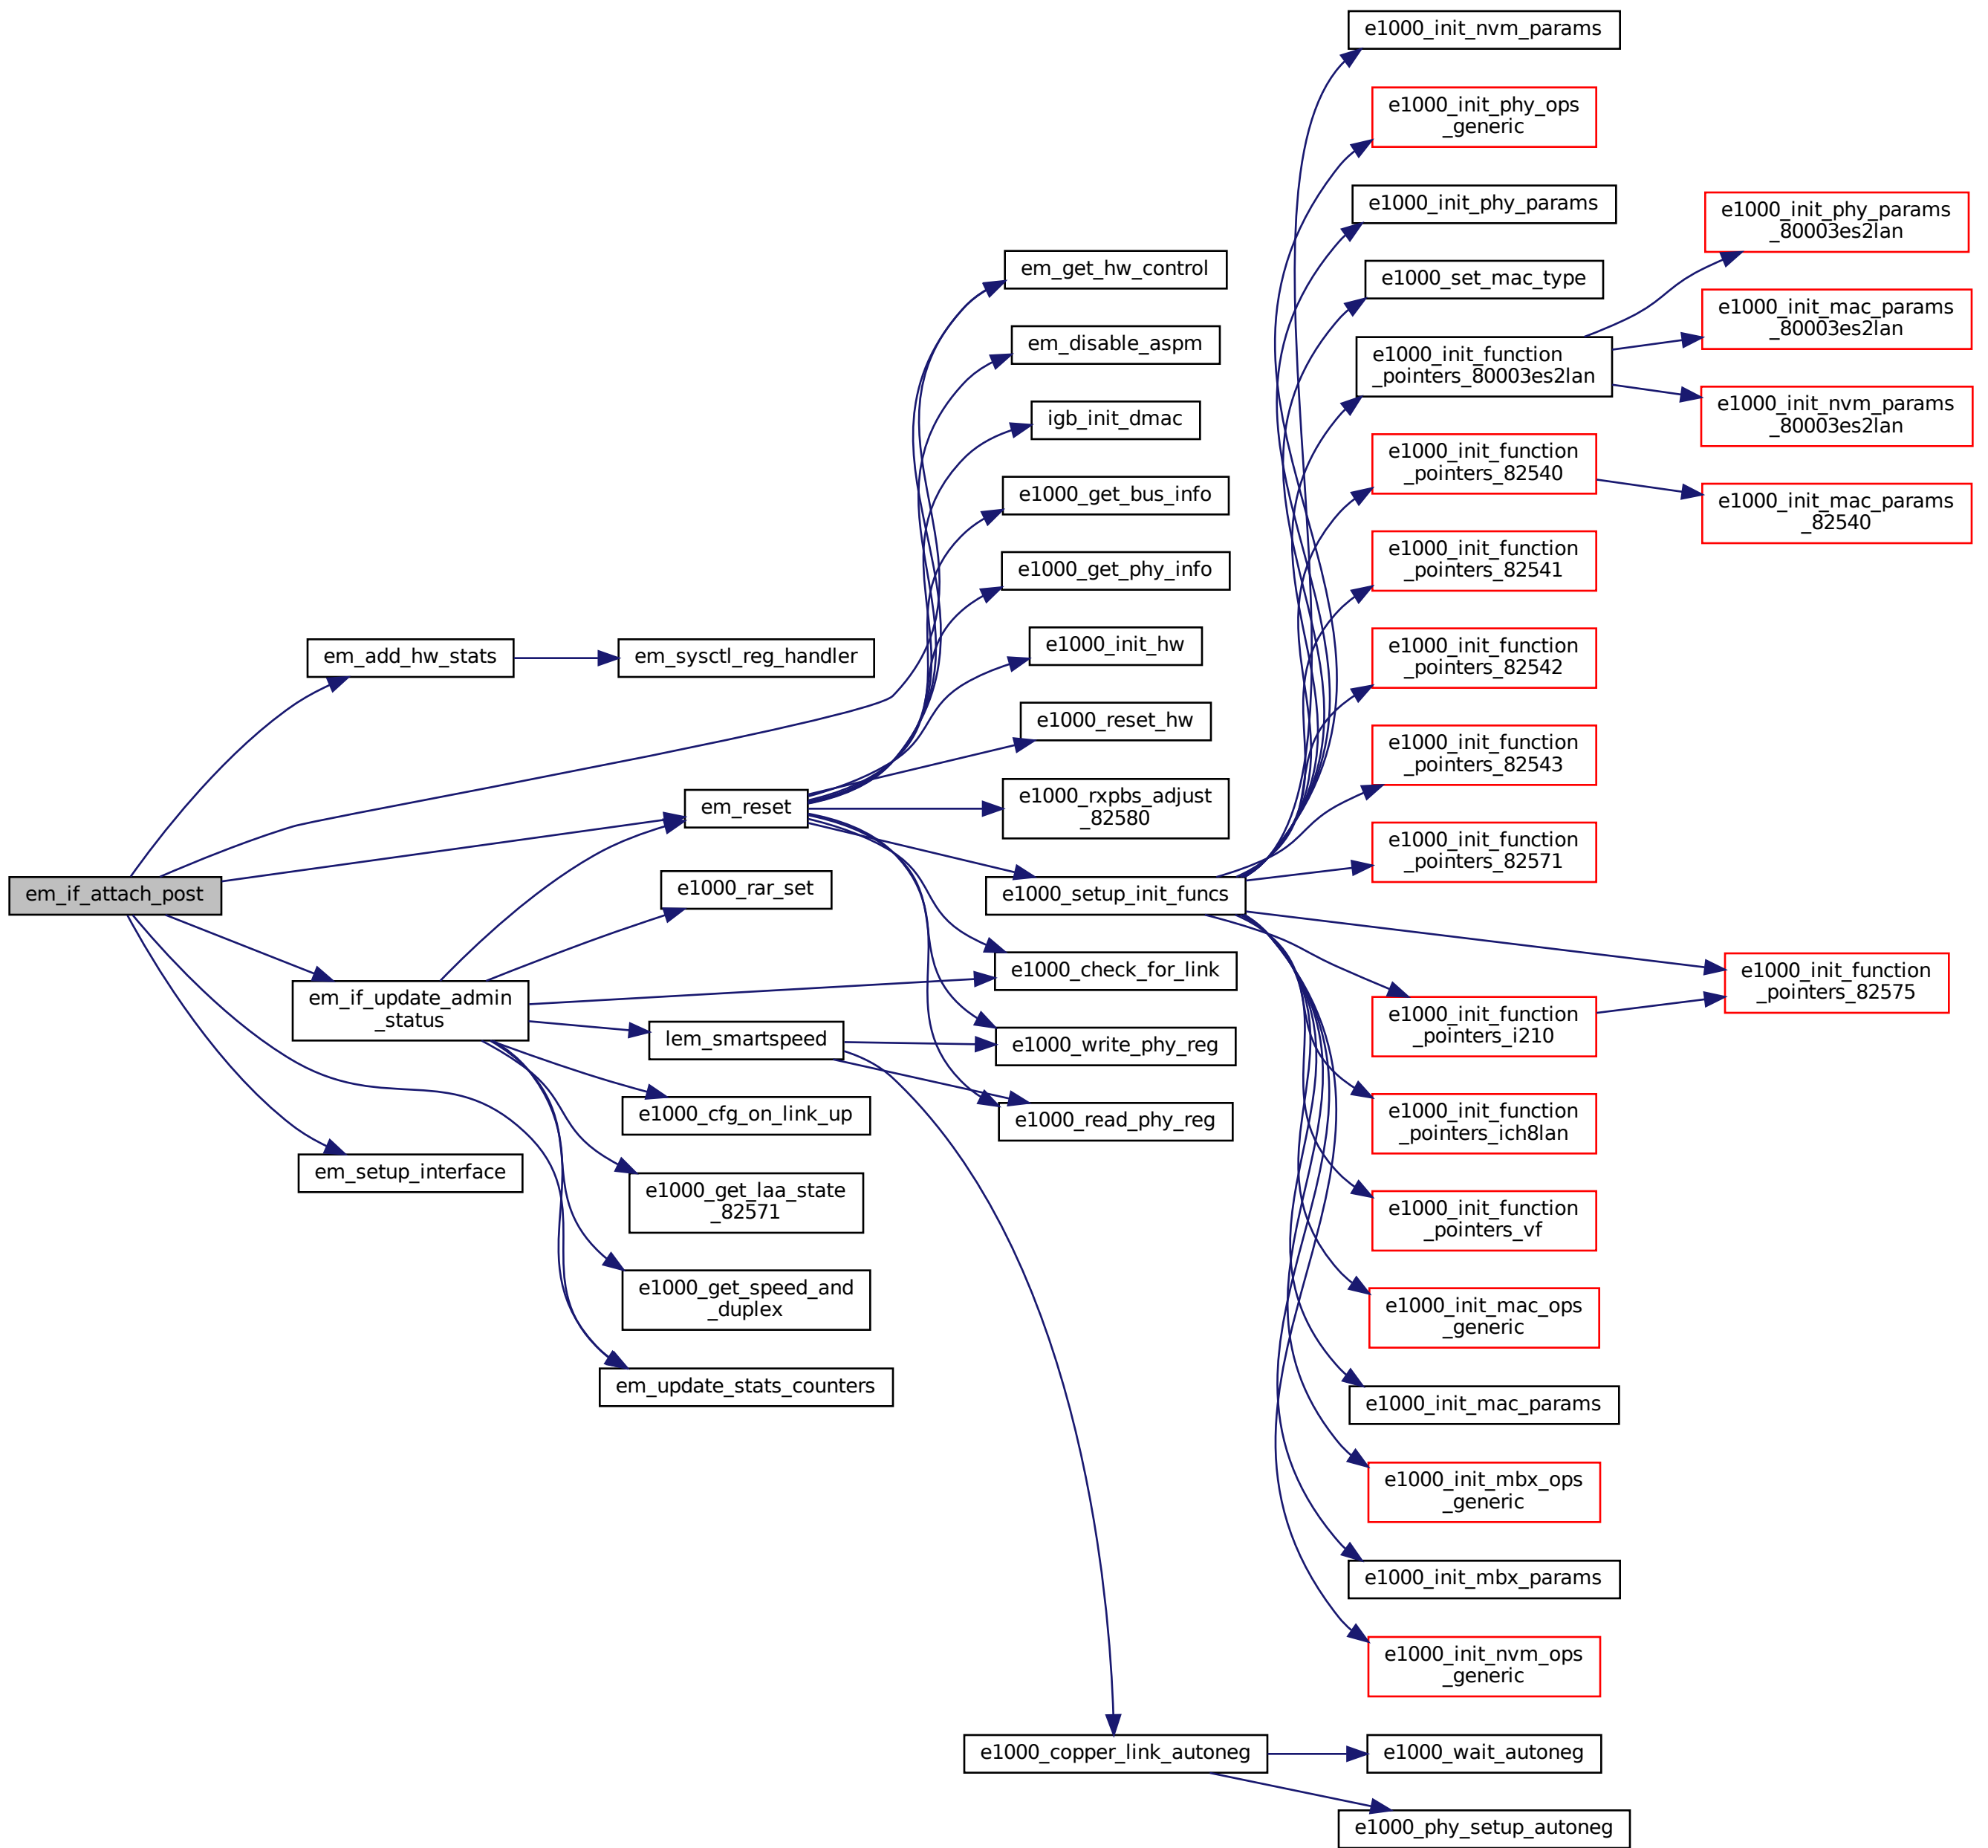 em_if_attach_post
em_add_hw_stats
em_if_update_admin
_status
em_setup_interface
em_sysctl_reg_handler
em_reset
e1000_rar_set
lem_smartspeed
e1000_cfg_on_link_up
e1000_get_laa_state
_82571
e1000_get_speed_and
_duplex
em_update_stats_counters
em_get_hw_control
em_disable_aspm
igb_init_dmac
e1000_get_bus_info
e1000_get_phy_info
e1000_init_hw
e1000_reset_hw
e1000_rxpbs_adjust
_82580
e1000_setup_init_funcs
e1000_check_for_link
e1000_write_phy_reg
e1000_read_phy_reg
e1000_copper_link_autoneg
e1000_init_nvm_params
e1000_init_phy_ops
_generic
e1000_init_phy_params
e1000_set_mac_type
e1000_init_function
_pointers_80003es2lan
e1000_init_function
_pointers_82540
e1000_init_function
_pointers_82541
e1000_init_function
_pointers_82542
e1000_init_function
_pointers_82543
e1000_init_function
_pointers_82571
e1000_init_function
_pointers_i210
e1000_init_function
_pointers_ich8lan
e1000_init_function
_pointers_vf
e1000_init_mac_ops
_generic
e1000_init_mac_params
e1000_init_mbx_ops
_generic
e1000_init_mbx_params
e1000_init_nvm_ops
_generic
e1000_wait_autoneg
e1000_phy_setup_autoneg
e1000_init_phy_params
_80003es2lan
e1000_init_mac_params
_80003es2lan
e1000_init_nvm_params
_80003es2lan
e1000_init_mac_params
_82540
e1000_init_function
_pointers_82575